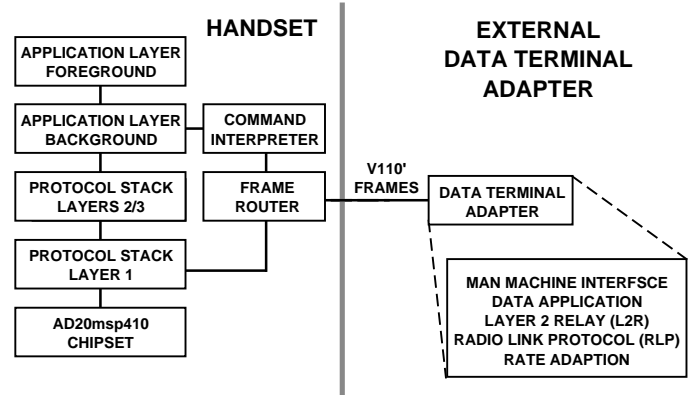 HANDSET
APPLICATION LAYER
FOREGROUND
APPLICATION LAYER
BACKGROUND
COMMAND
INTERPRETER
PROTOCOL STACK
LAYERS 2/3
FRAME
ROUTER
PROTOCOL STACK
LAYER 1
AD20msp410
CHIPSET
EXTERNAL
DATA TERMINAL
ADAPTER
V110'
FRAMES
DATA TERMINAL
ADAPTER
MAN MACHINE INTERFSCE
DATA APPLICATION
LAYER 2 RELAY (L2R)
RADIO LINK PROTOCOL (RLP)
RATE ADAPTION